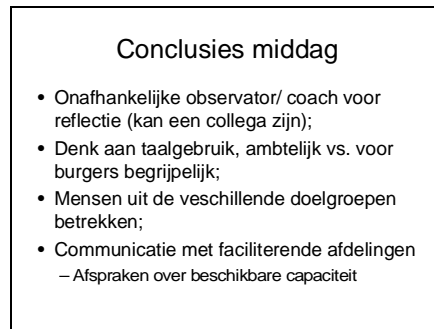 Conclusies middag
• Onafhankelijke observator/ coach voor
reflectie (kan een collega zijn);
• Denk aan taalgebruik, ambtelijk vs. voor
burgers begrijpelijk;
• Mensen uit de veschillende doelgroepen
betrekken;
• Communicatie met faciliterende afdelingen
– Afspraken over beschikbare capaciteit